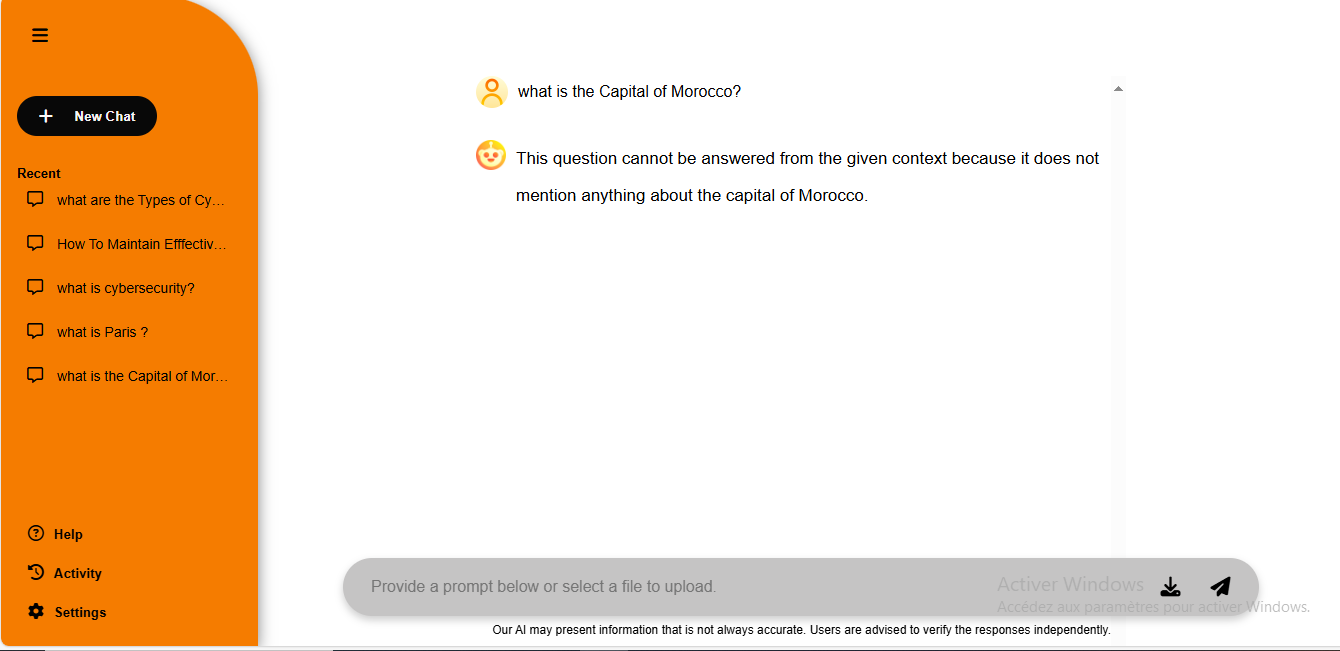 New Chat
Recent
what are the Types of Cy…
How To Maintain Efffectiv…
what is cybersecurity?
what is Paris ?
what is the Capital of Mor…
Help
Activity
Settings
what is the Capital of Morocco?
This question cannot be answered from the given context because it does not
mention anything about the capital of Morocco.
Provide a prompt below or select a file to upload.
Activer Windows
Accédez aux paramètres pour activer Windows.
Our AI may present information that is not always accurate. Users are advised to verify the responses independently.